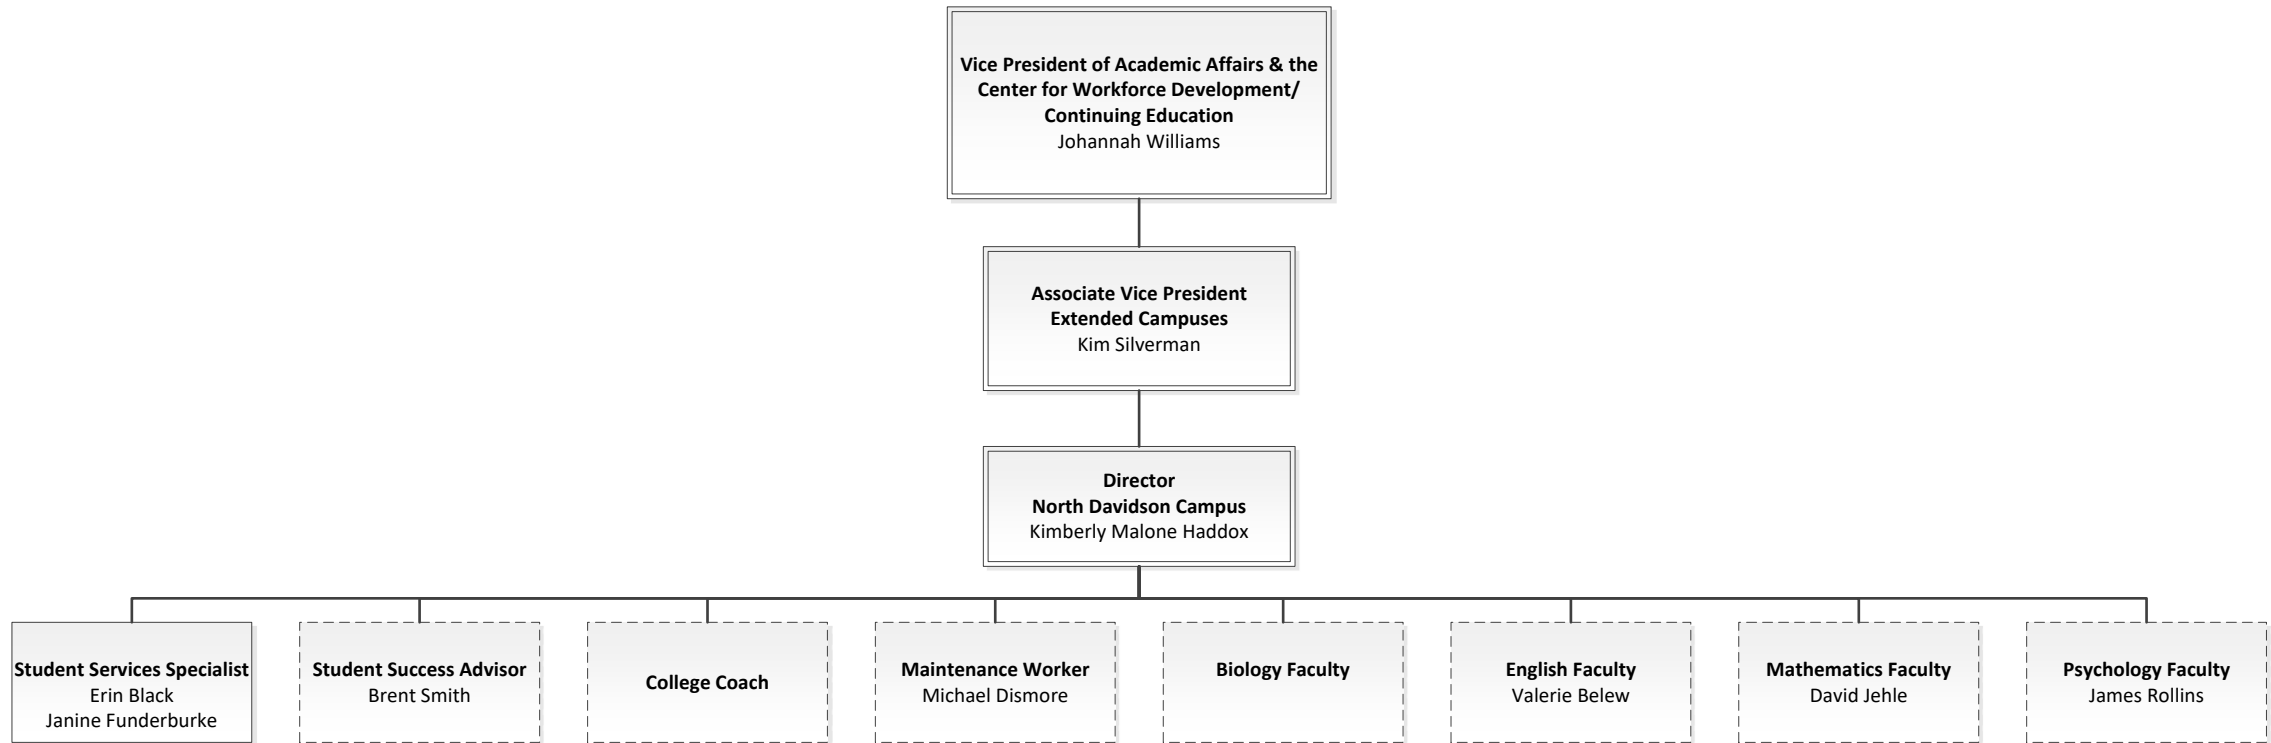 Vice President of Academic Affairs & the
Center for Workforce Development/
Continuing Education
Johannah Williams
Associate Vice President
Extended Campuses
Kim Silverman
Director
North Davidson Campus
Kimberly Malone Haddox
Student Services Specialist
Erin Black
Janine Funderburke
Student Success Advisor
Brent Smith
College Coach
Maintenance Worker
Michael Dismore
Biology Faculty
English Faculty
Valerie Belew
Mathematics Faculty
David Jehle
Psychology Faculty
James Rollins